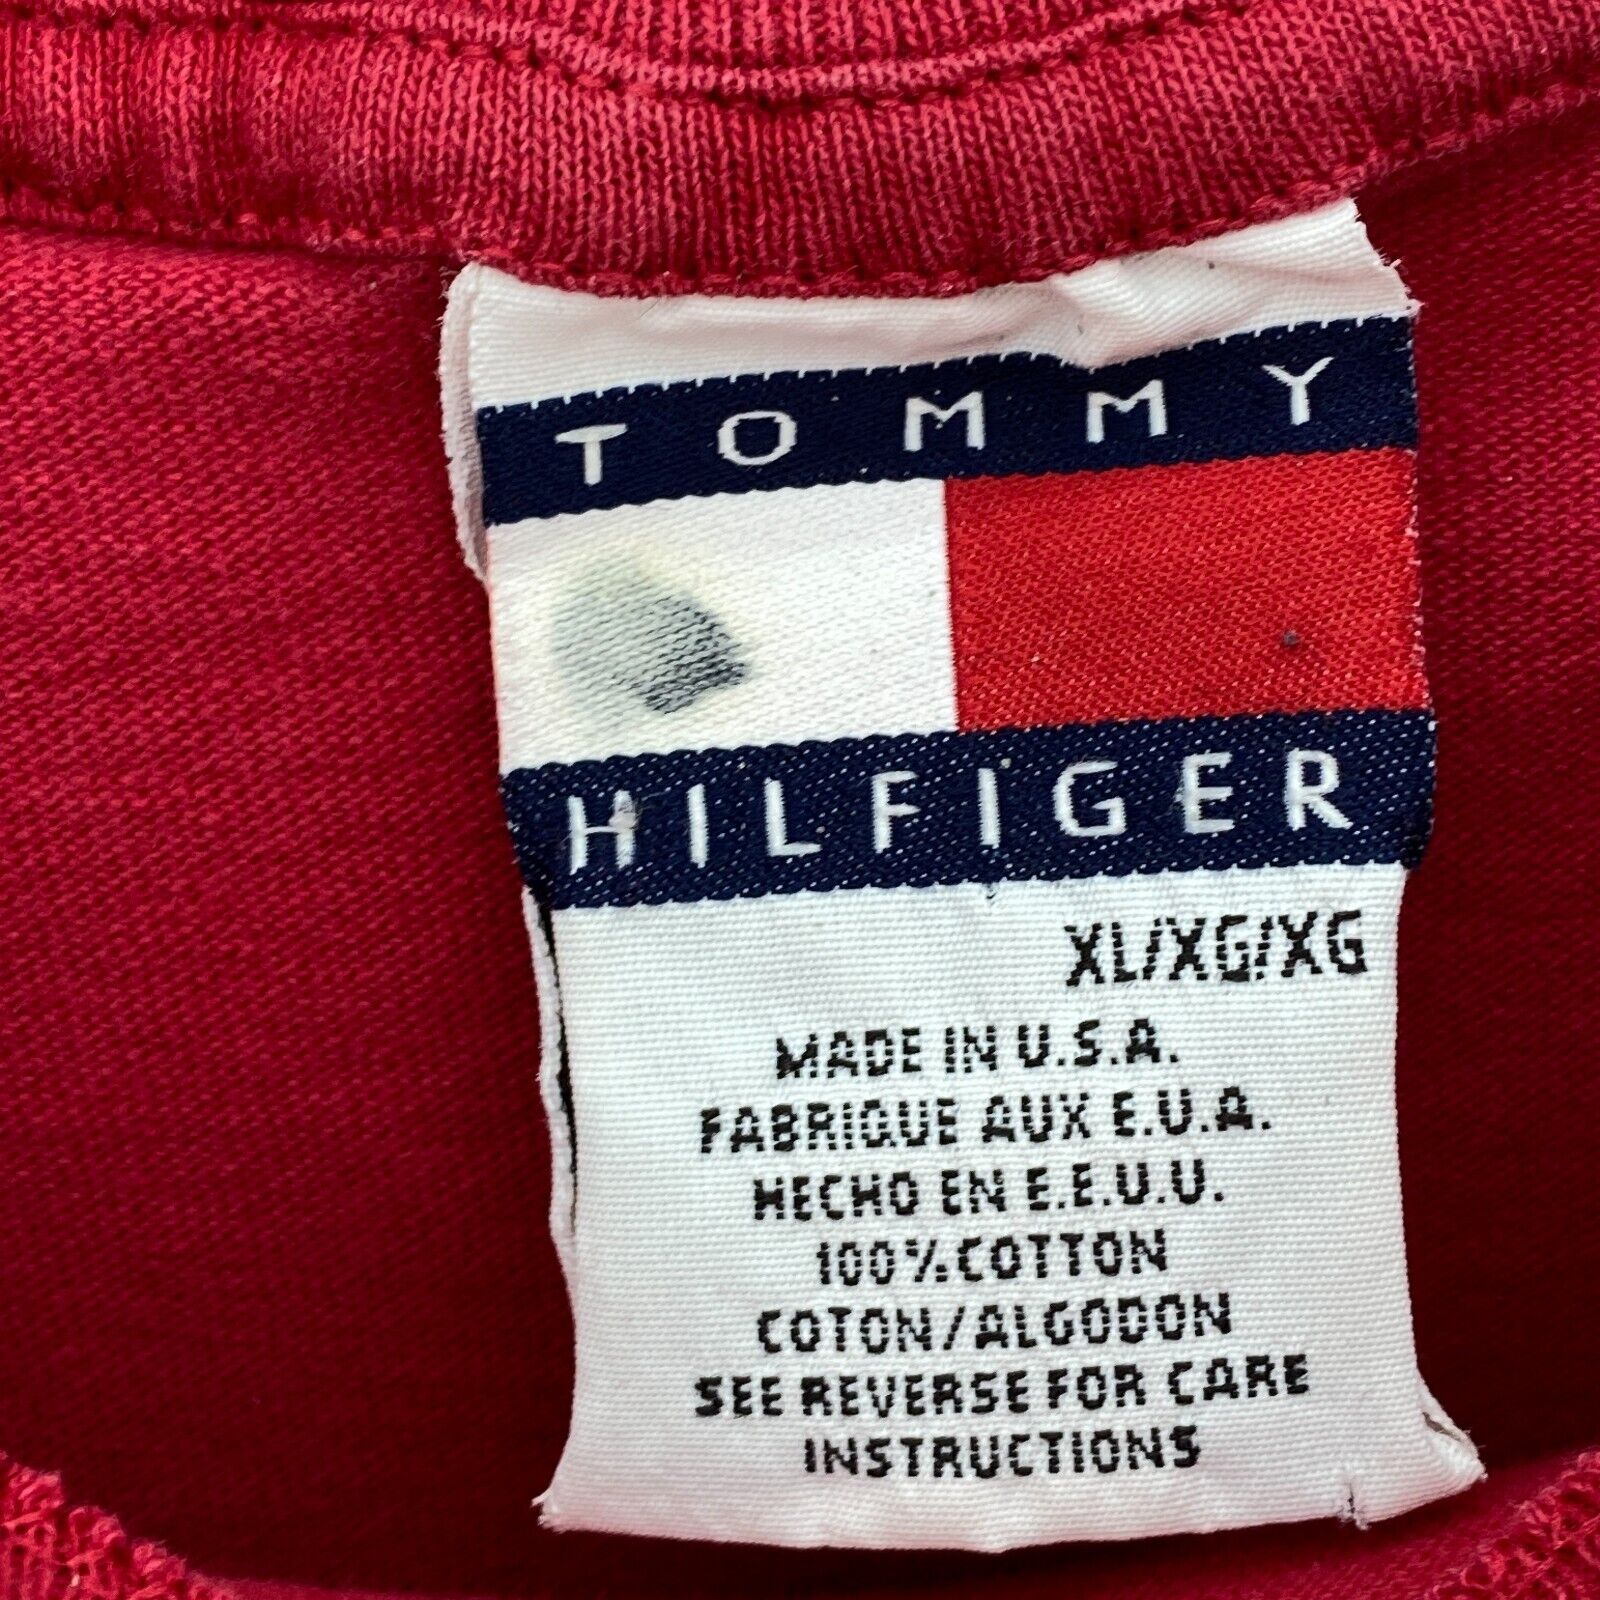 TOMMY
HILFIGER
XL/XG/XG
MADE IN U.S.A.
FABRIQUE AUX E.U.A.
HECHO EN E.E.U.U.
100% COTTON
COTON/ALGODON
SEE REVERSE FOR CARE
INSTRUCTIONS